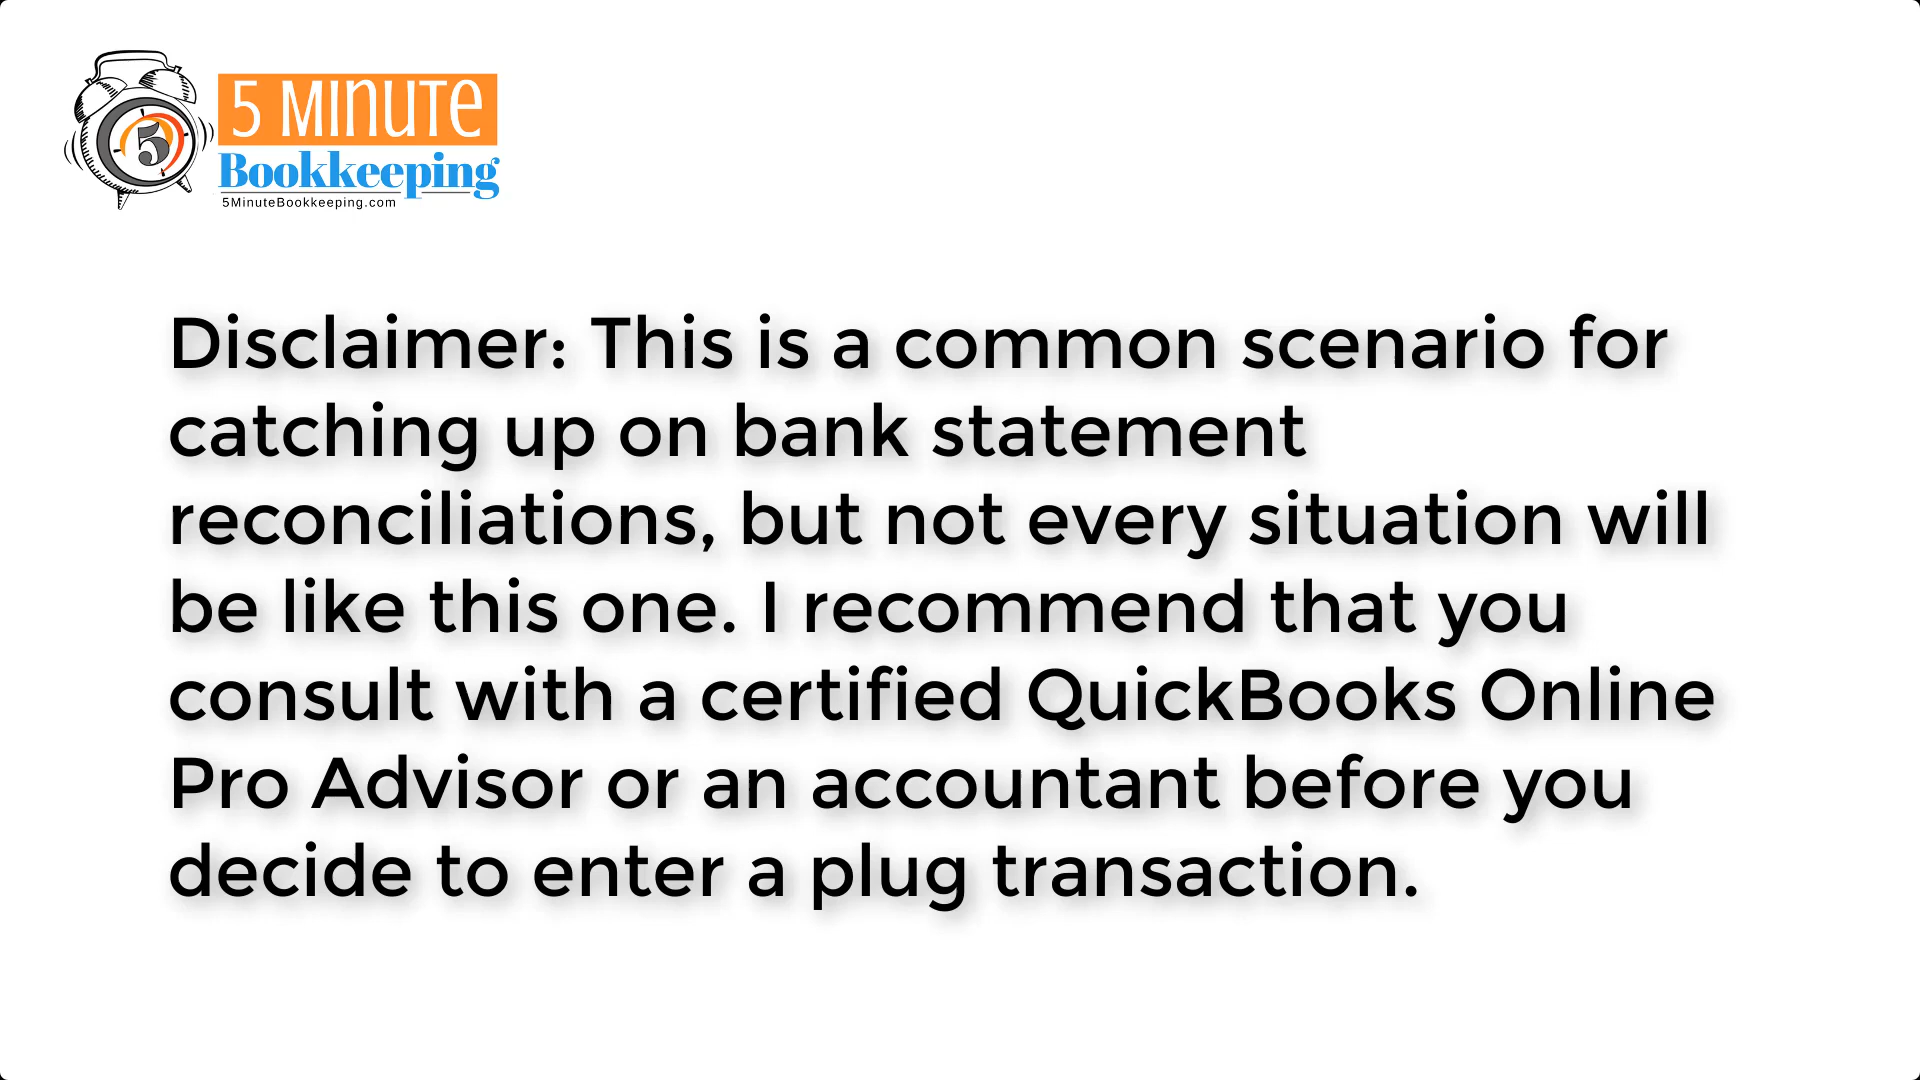 5
5 MINUTE
Bookkeeping
5MinuteBookkeeping.com
Disclaimer: This is a common scenario for
catching up on bank statement
reconciliations, but not every situation will
be like this one. I recommend that you
consult with a certified QuickBooks Online
Pro Advisor or an accountant before you
decide to enter a plug transaction.